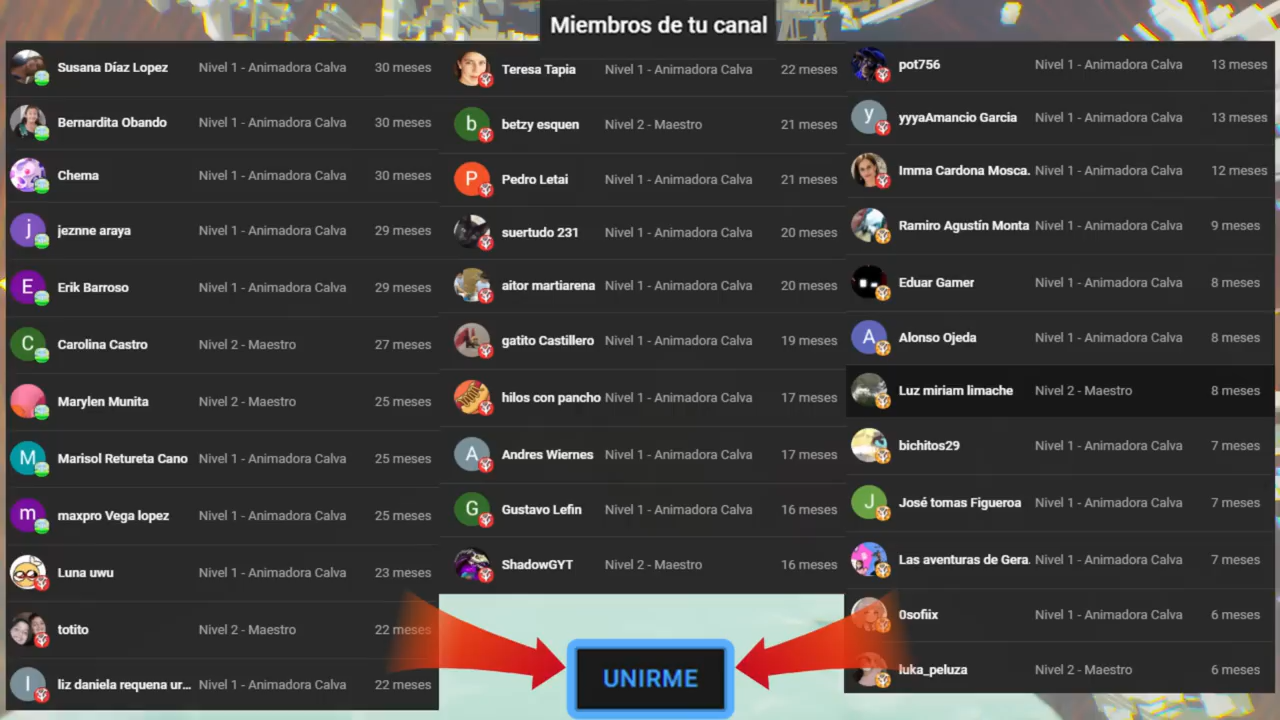 Miembros de tu canal
Susana Díaz Lopez Nivel 1 - Animadora Calva 30 meses
Bernardita Obando Nivel 1 - Animadora Calva 30 meses
Chema Nivel 1 - Animadora Calva 30 meses
j jeznne araya Nivel 1 - Animadora Calva 29 meses
E Erik Barroso Nivel 1 - Animadora Calva 29 meses
C Carolina Castro Nivel 2 - Maestro 27 meses
Marylen Munita Nivel 2 - Maestro 25 meses
M Marisol Retureta Cano Nivel 1 - Animadora Calva 25 meses
m maxpro Vega lopez Nivel 1 - Animadora Calva 25 meses
Luna uwu Nivel 1 - Animadora Calva 23 meses
totito Nivel 2 - Maestro 22 meses
l liz daniela requena ur... Nivel 1 - Animadora Calva 22 meses
Teresa Tapia Nivel 1 - Animadora Calva 22 meses
b betzy esquen Nivel 2 - Maestro 21 meses
P Pedro Letai Nivel 1 - Animadora Calva 21 meses
suertudo 231 Nivel 1 - Animadora Calva 20 meses
aitor martiarena Nivel 1 - Animadora Calva 20 meses
gatito Castillero Nivel 1 - Animadora Calva 19 meses
hilos con pancho Nivel 1 - Animadora Calva 17 meses
A Andres Wiernes Nivel 1 - Animadora Calva 17 meses
G Gustavo Lefin Nivel 1 - Animadora Calva 16 meses
ShadowGYT Nivel 2 - Maestro 16 meses
pot756 Nivel 1 - Animadora Calva 13 meses
y yyyaAmancio Garcia Nivel 1 - Animadora Calva 13 meses
Imma Cardona Mosca. Nivel 1 - Animadora Calva 12 meses
Ramiro Agustín Monta Nivel 1 - Animadora Calva 9 meses
Eduar Gamer Nivel 1 - Animadora Calva 8 meses
A Alonso Ojeda Nivel 1 - Animadora Calva 8 meses
Luz miriam limache Nivel 2 - Maestro 8 meses
bichitos29 Nivel 1 - Animadora Calva 7 meses
J José tomas Figueroa Nivel 1 - Animadora Calva 7 meses
Las aventuras de Gera. Nivel 1 - Animadora Calva 7 meses
0sofiix Nivel 1 - Animadora Calva 6 meses
luka_peluza Nivel 2 - Maestro 6 meses
UNIRME